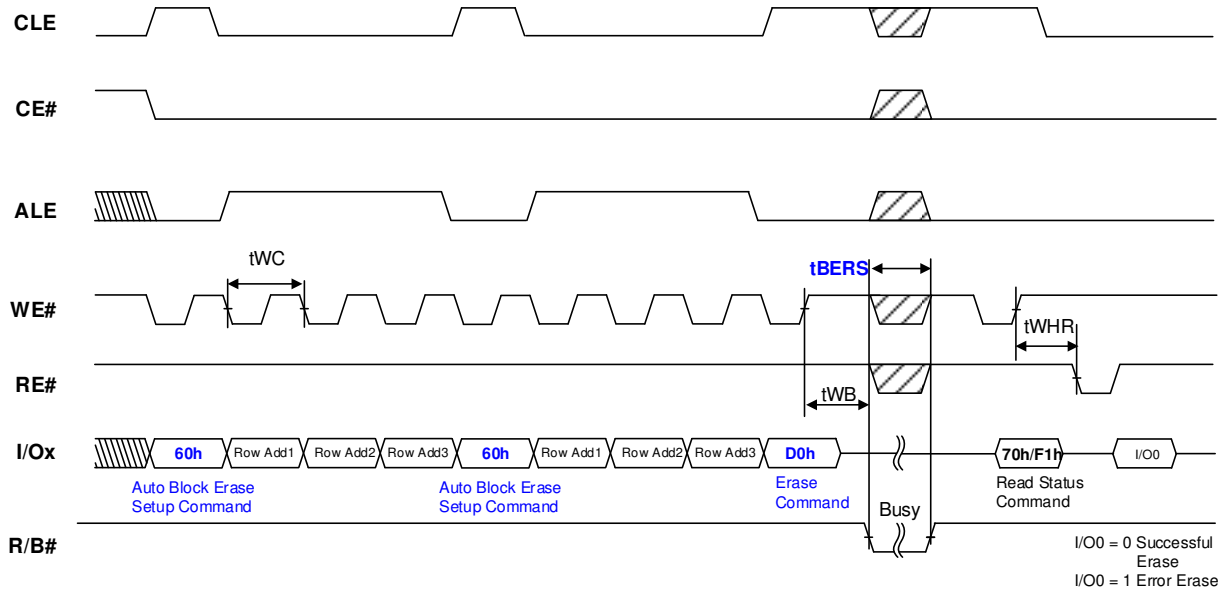 CLE
CE#
ALE
tWC
tBERS
WE#
tWHR
RE#
tWB
I/Ox
60h
Row Add1
Row Add2
Row Add3
60h
Row Add1
Row Add2
Row Add3
D0h
70h/F1h
I/O0
Auto Block Erase
Setup Command
Auto Block Erase
Setup Command
Erase
Command
Read Status
Command
Busy
R/B#
I/O0 = 0 Successful
Erase
I/O0 = 1 Error Erase